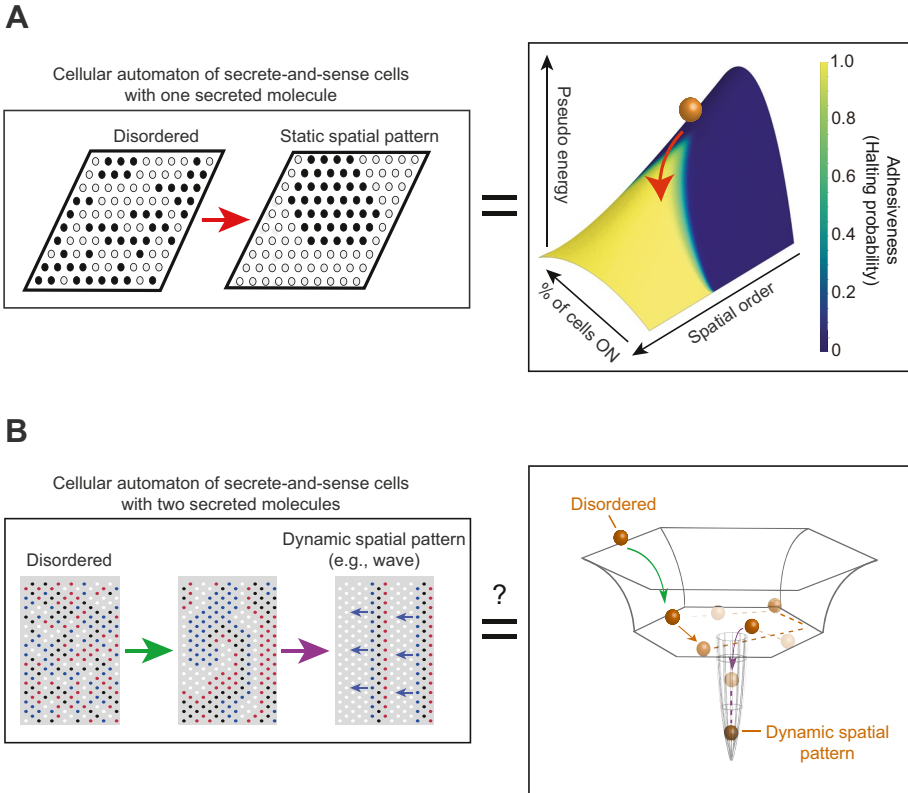 A
Cellular automaton of secrete-and-sense cells
with one secreted molecule
Disordered
Static spatial pattern
=
Pseudo energy
% of cells ON
Spatial order
1.0
0.8
0.6
0.4
0.2
0
Adhesiveness
(Halting probability)
B
Cellular automaton of secrete-and-sense cells
with two secreted molecules
Disordered
Dynamic spatial pattern
(e.g., wave)
?
=
Disordered
Dynamic spatial
pattern